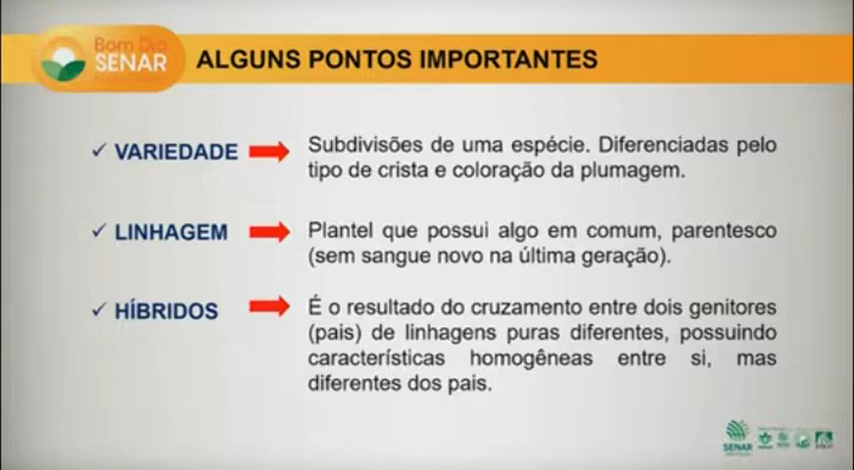 Bom Dia
SENAR
ALGUNS PONTOS IMPORTANTES
✓ VARIEDADE
Subdivisões de uma espécie. Diferenciadas pelo
tipo de crista e coloração da plumagem.
✓ LINHAGEM
Plantel que possui algo em comum, parentesco
(sem sangue novo na última geração).
✓ HÍBRIDOS
É o resultado do cruzamento entre dois genitores
(pais) de linhagens puras diferentes, possuindo
características homogêneas entre si, mas
diferentes dos pais.
SENAR